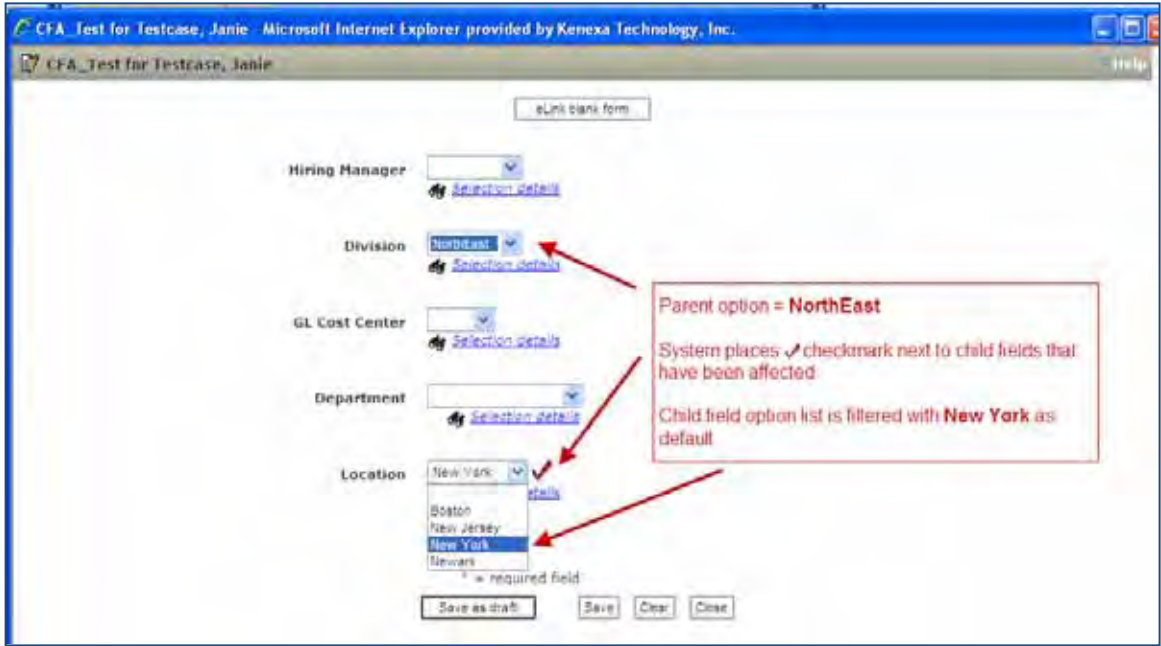 CFA_Test for Testcase, Janie Microsoft Internet Explorer provided by Kenexa Technology, Inc.
CFA_Test for Testcase, Janie
Help
eLink blank form
Hiring Manager
Selection details
Division
NorthEast
Selection details
GL Cost Center
Selection details
Department
Selection details
Location
New York
etails
Boston
New Jersey
New York
Newark
* = required field
Save as draft
Save
Clear
Close
Parent option = NorthEast
System places ✓ checkmark next to child fields that
have been affected
Child field option list is filtered with New York as
default